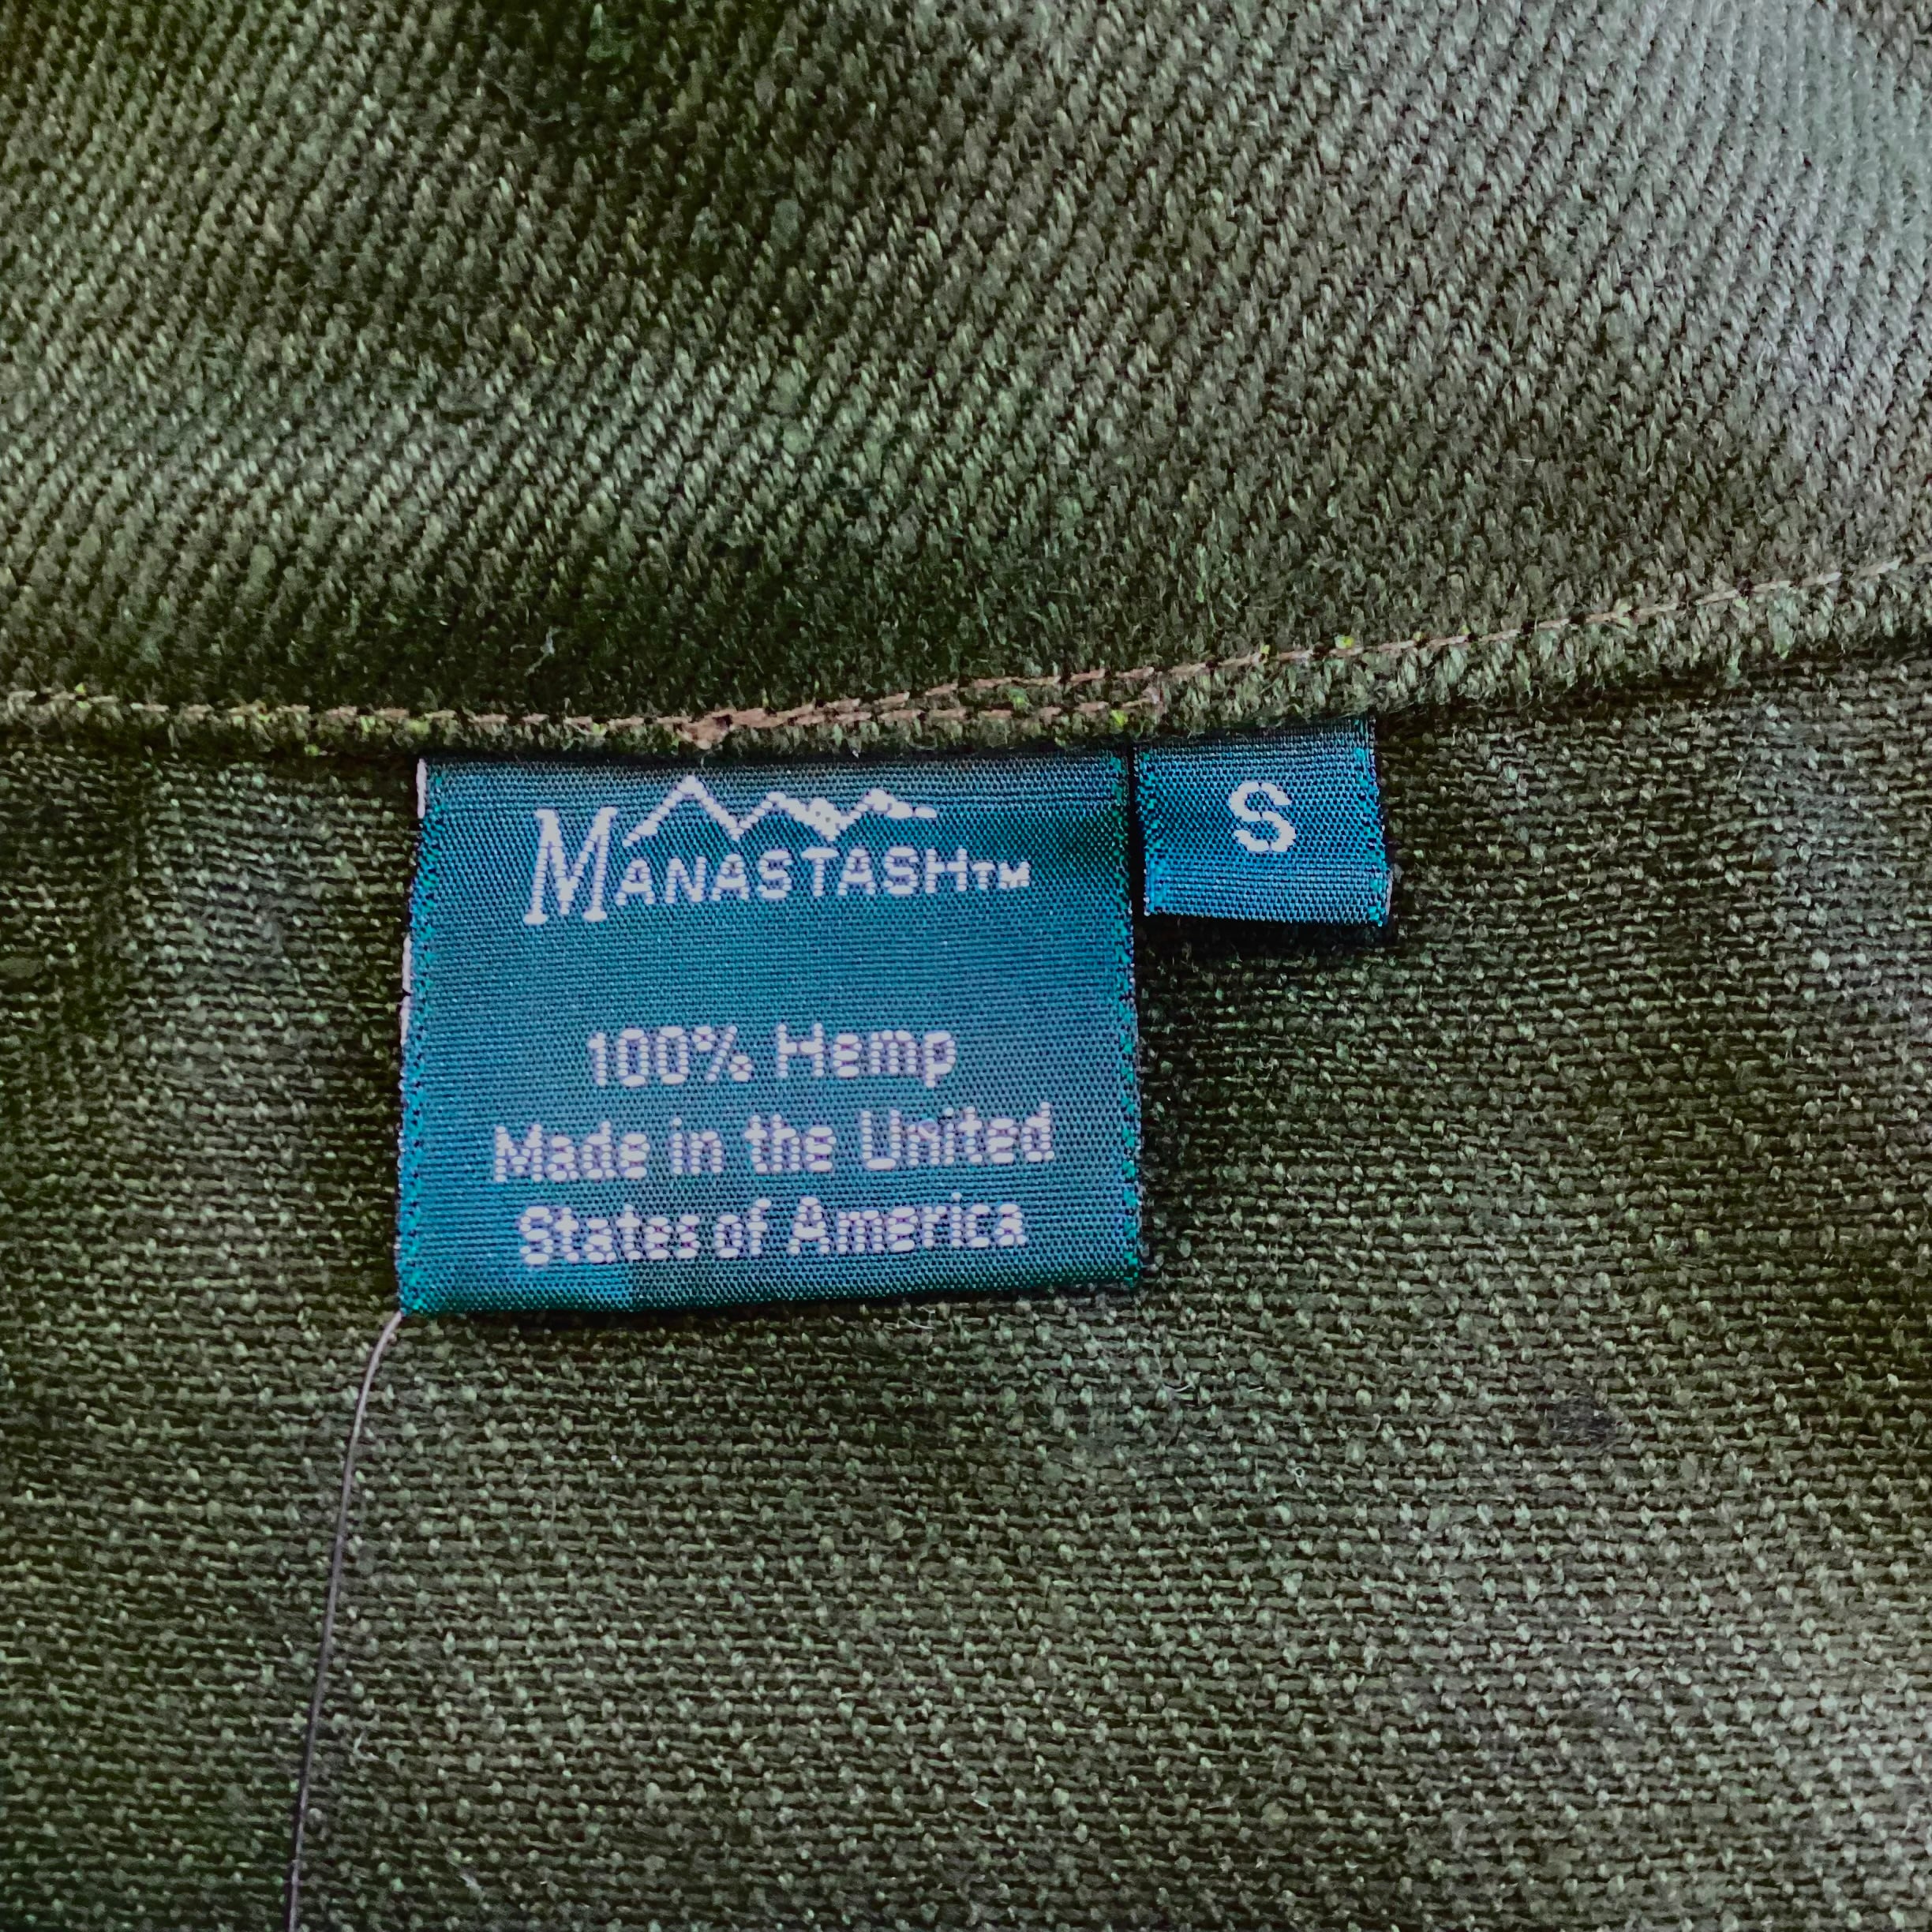 MANASTASH™
S
100% Hemp
Made in the United
States of America